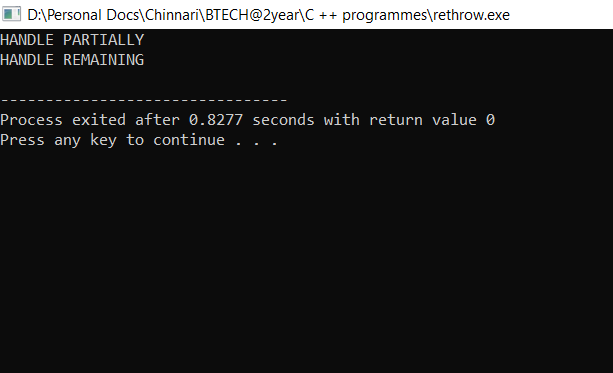 D:\Personal Docs\Chinnari\BTECH@2year\C ++ programmes\rethrow.exe
HANDLE PARTIALLY
HANDLE REMAINING
--------------------------------
Process exited after 0.8277 seconds with return value 0
Press any key to continue . . .